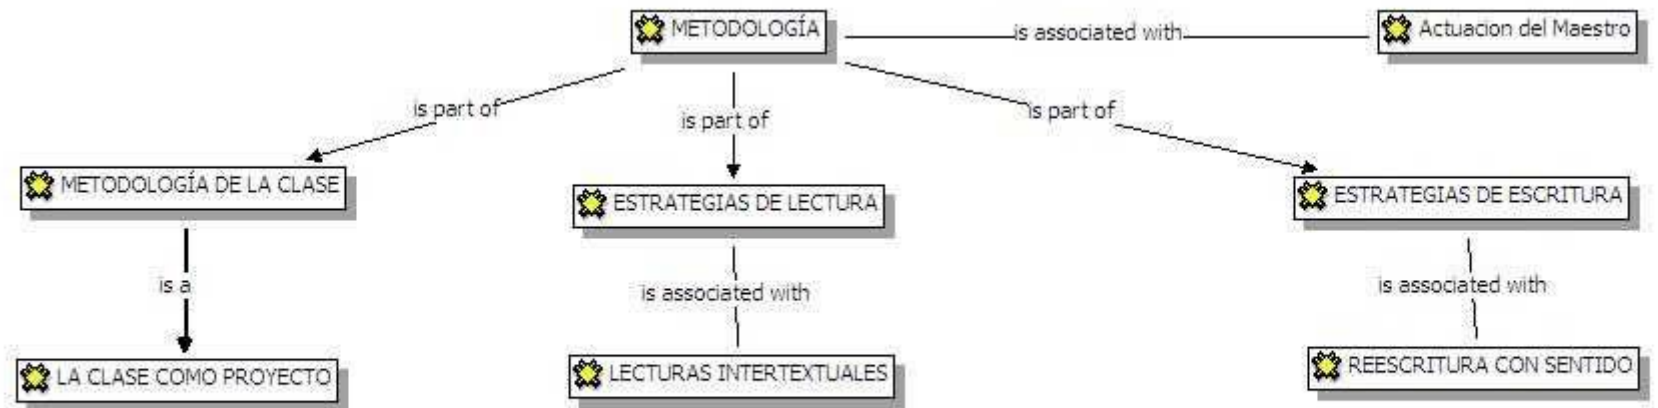 METODOLOGÍA
is associated with
Actuacion del Maestro
is part of
is part of
is part of
METODOLOGÍA DE LA CLASE
ESTRATEGIAS DE LECTURA
ESTRATEGIAS DE ESCRITURA
is a
is associated with
is associated with
LA CLASE COMO PROYECTO
LECTURAS INTERTEXTUALES
REESCRITURA CON SENTIDO